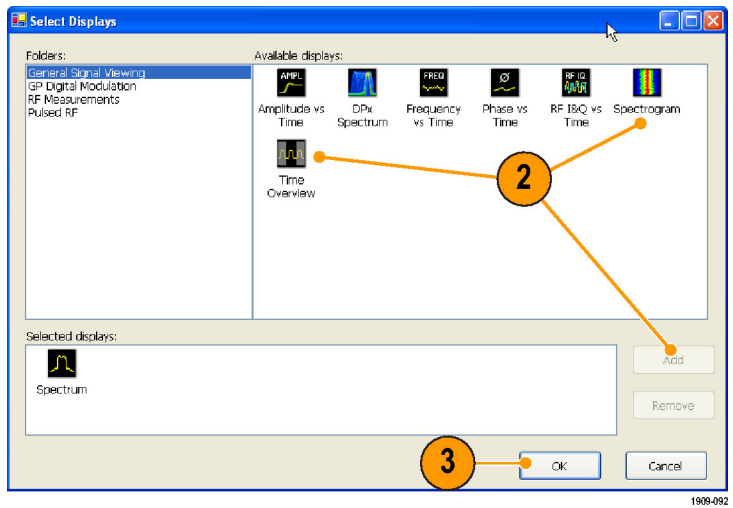 Select Displays
Folders:
General Signal Viewing
GP Digital Modulation
RF Measurements
Pulsed RF
Available displays:
AMPL
FREQ
RF IQ
Amplitude vs Time
DPx Spectrum
Frequency vs Time
Phase vs Time
RF I&Q vs Time
Spectrogram
Time Overview
2
Selected displays:
Spectrum
Add
Remove
3
OK
Cancel
1909-092